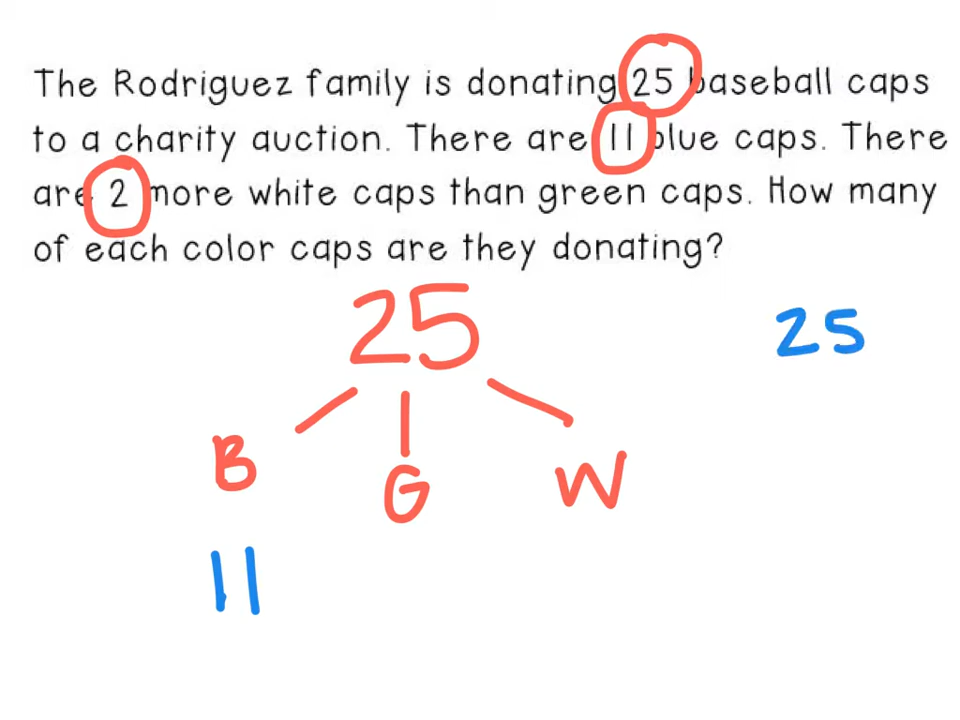 The Rodriguez family is donating 25 baseball caps
to a charity auction. There are 11 blue caps. There
are 2 more white caps than green caps. How many
of each color caps are they donating?
25
25
B
G
W
11